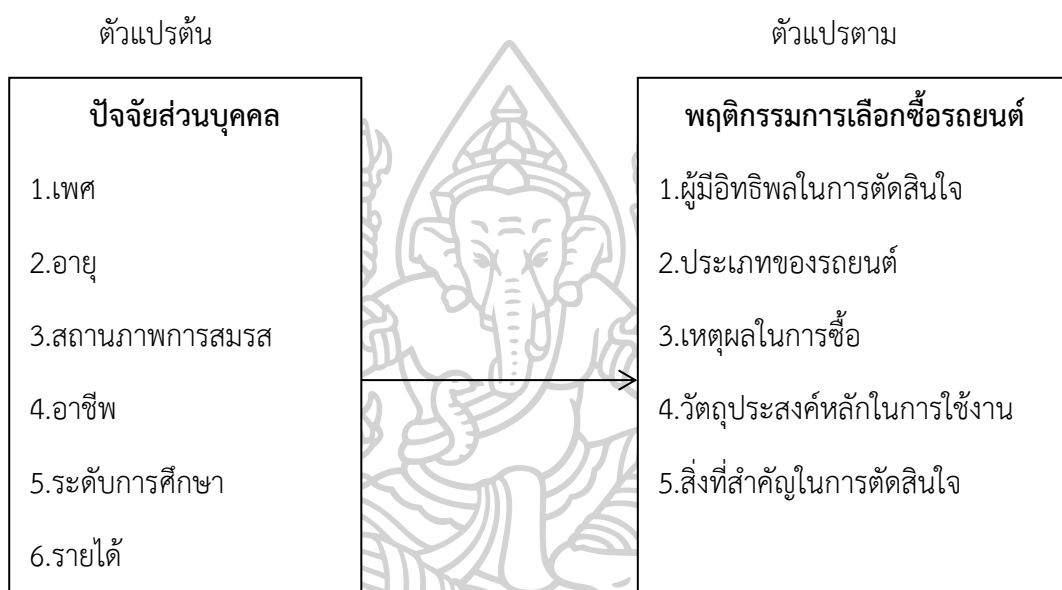 ตัวแปรต้น
ตัวแปรตาม
ปัจจัยส่วนบุคคล
1.เพศ
2.อายุ
3.สถานภาพการสมรส
4.อาชีพ
5.ระดับการศึกษา
6.รายได้
พฤติกรรมการเลือกซื้อรถยนต์
1.ผู้มีอิทธิพลในการตัดสินใจ
2.ประเภทของรถยนต์
3.เหตุผลในการซื้อ
4.วัตถุประสงค์หลักในการใช้งาน
5.สิ่งที่สำคัญในการตัดสินใจ